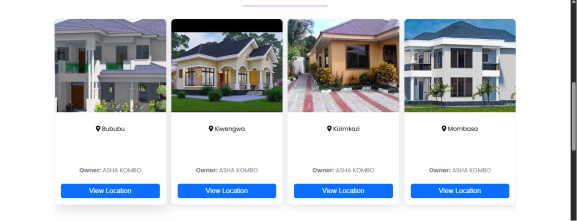 Bububu
Kiwengwa
Kizimkazi
Mombasa
Owner: ASHA KOMBO
Owner: ASHA KOMBO
Owner: ASHA KOMBO
Owner: ASHA KOMBO
View Location
View Location
View Location
View Location